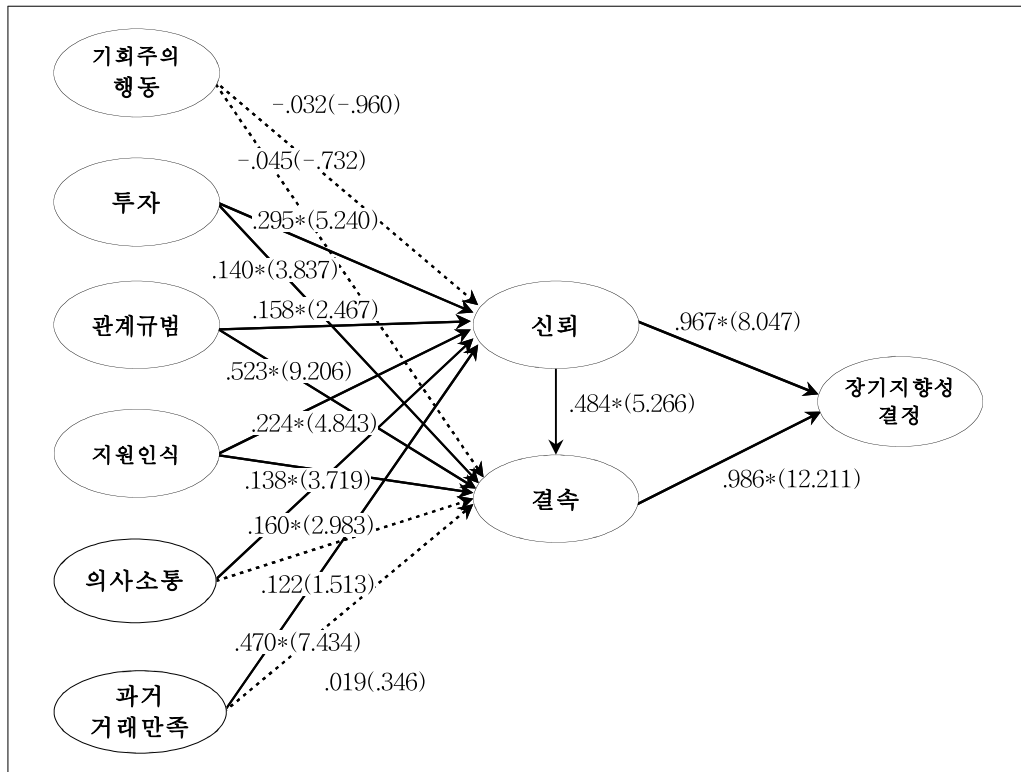 기회주의
행동
-.032(-.960)
-.045(-.732)
투자
.295*(5.240)
.140*(3.837)
관계규범
.158*(2.467)
신뢰
.967*(8.047)
.523*(9.206)
장기지향성
결정
.484*(5.266)
지원인식
.224*(4.843)
.138*(3.719)
결속
.986*(12.211)
.160*(2.983)
의사소통
.122(1.513)
.470*(7.434)
.019(.346)
과거
거래만족